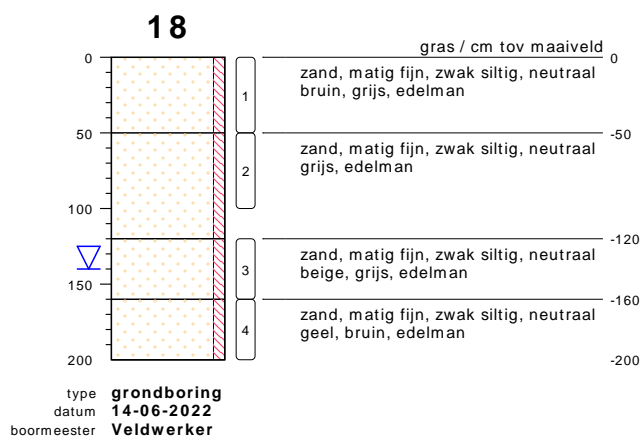 18
gras / cm tov maaiveld
0
0
zand, matig fijn, zwak siltig, neutraal
bruin, grijs, edelman
1
50
-50
zand, matig fijn, zwak siltig, neutraal
grijs, edelman
2
100
-120
zand, matig fijn, zwak siltig, neutraal
beige, grijs, edelman
3
150
-160
zand, matig fijn, zwak siltig, neutraal
geel, bruin, edelman
4
200
-200
type grondboring
datum 14-06-2022
boormeester Veldwerker